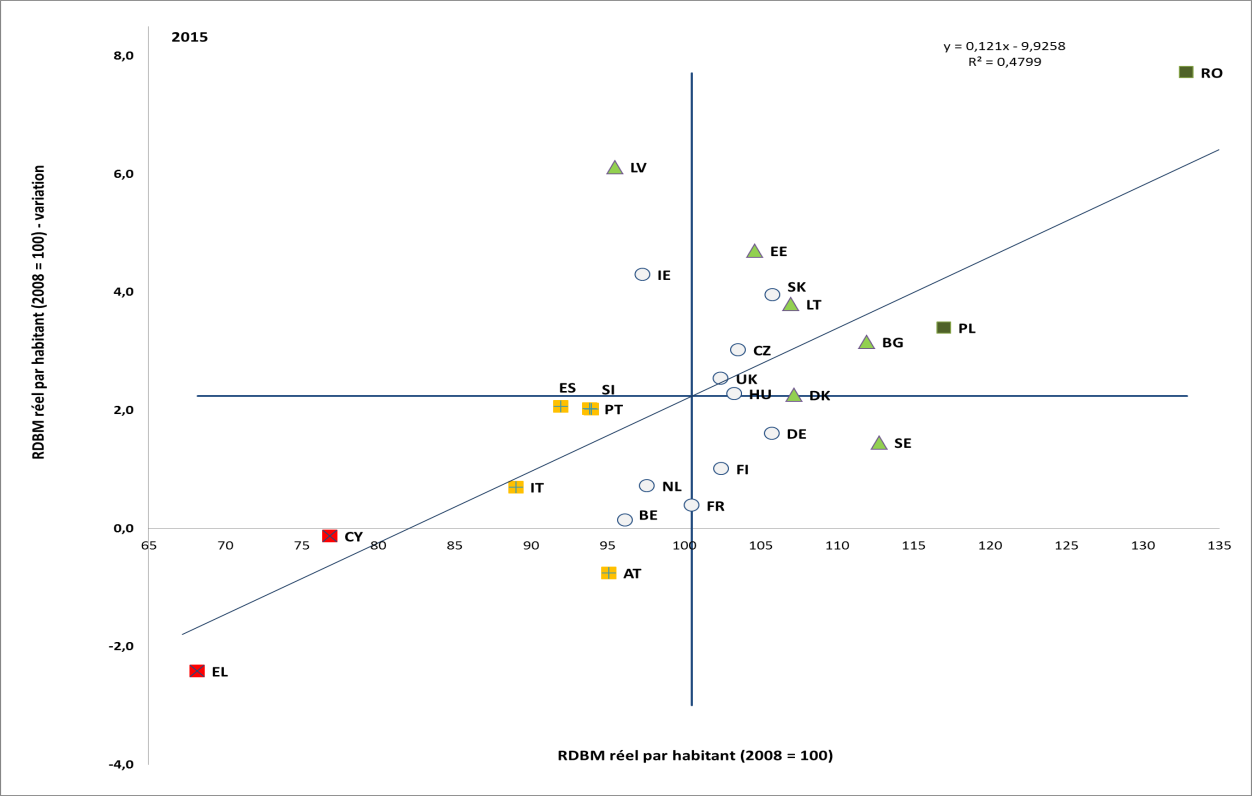 2015
y = 0,121x - 9,9258
R² = 0,4799
8,0
RO
6,0
LV
EE
IE
4,0
SK
LT
PL
BG
CZ
UK
ES
SI
HU
DK
2,0
PT
DE
SE
FI
IT
NL
FR
BE
0,0
CY
65
70
75
80
85
90
95
100
105
110
115
120
125
130
135
AT
-2,0
EL
-4,0
RDBM réel par habitant (2008 = 100) - variation
RDBM réel par habitant (2008 = 100)